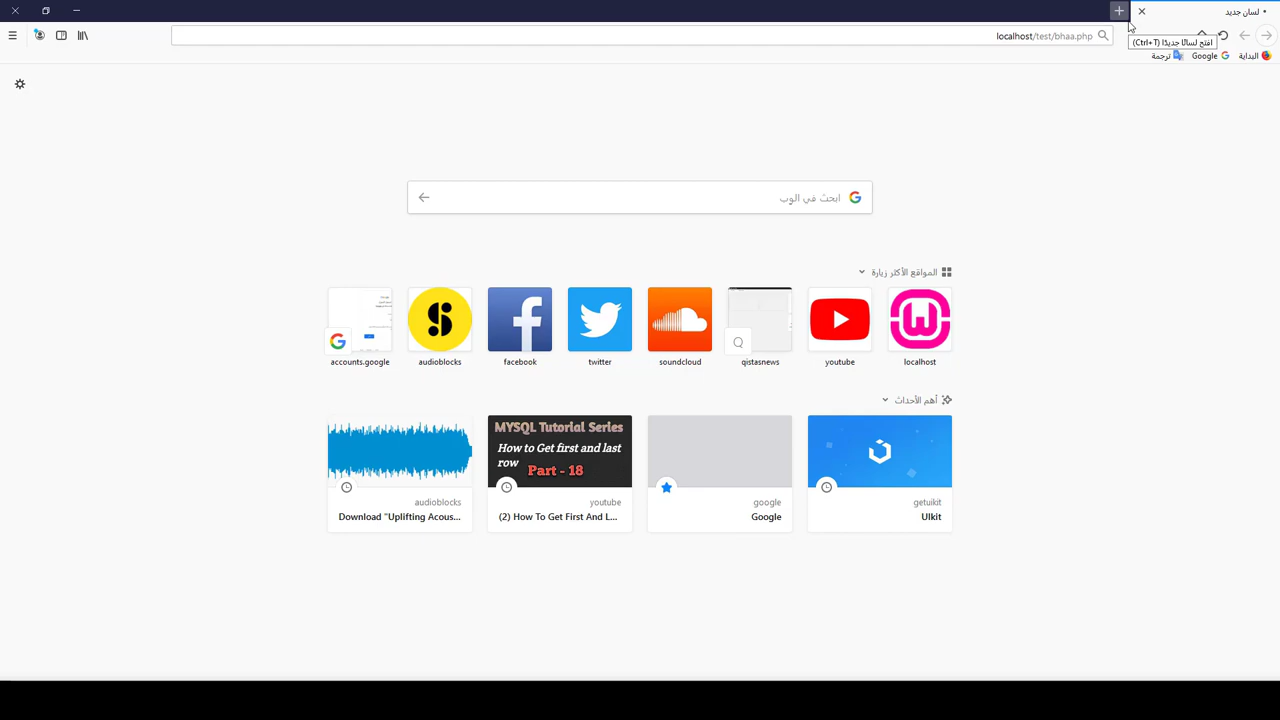 لسان جديد
localhost/test/bhaa.php
افتح لسانًا جديدًا (Ctrl+T)
البداية
Google
ترجمة
ابحث في الوب
المواقع الأكثر زيارة
localhost
youtube
qistasnews
soundcloud
twitter
facebook
audioblocks
accounts.google
أهم الأحداث
getuikit
UIkit
google
Google
MYSQL Tutorial Series
How to Get first and last
row
Part - 18
youtube
(2) How To Get First And L...
audioblocks
Download "Uplifting Acous...